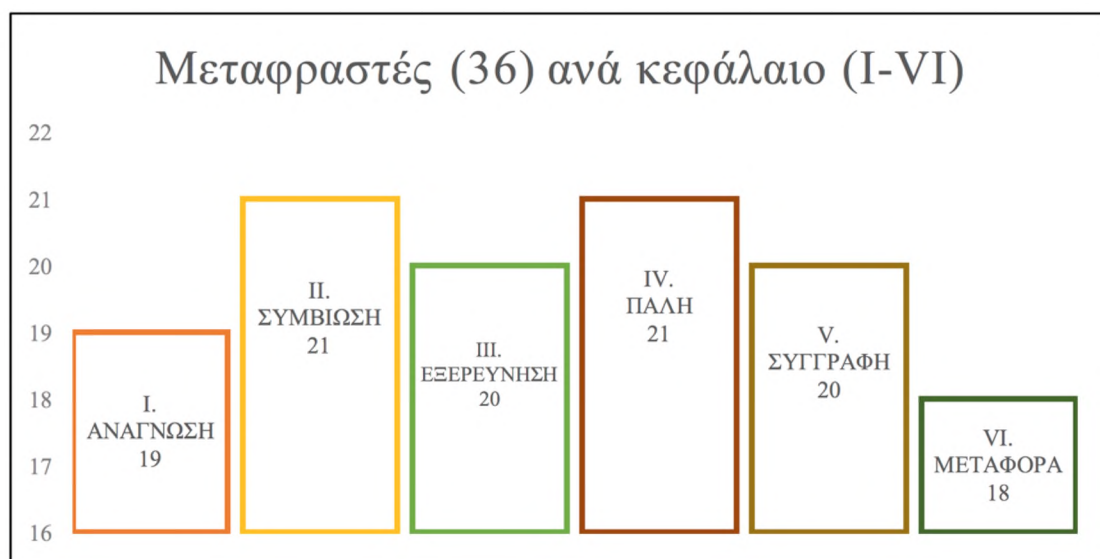 Μεταφραστές (36) ανά κεφάλαιο (I-VI)
22
21
20
19
18
17
16
I.
ΑΝΑΓΝΩΣΗ
19
II.
ΣΥΜΒΙΩΣΗ
21
III.
ΕΞΕΡΕΥΝΗΣΗ
20
IV.
ΠΑΛΗ
21
V.
ΣΥΓΓΡΑΦΗ
20
VI.
ΜΕΤΑΦΟΡΑ
18